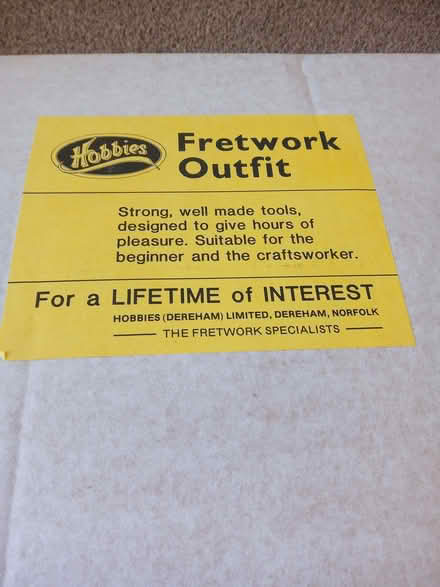 Hobbies
Fretwork
Outfit
Strong, well made tools,
designed to give hours of
pleasure. Suitable for the
beginner and the craftsworker.
For a LIFETIME of INTEREST
HOBBIES (DEREHAM) LIMITED, DEREHAM, NORFOLK
THE FRETWORK SPECIALISTS